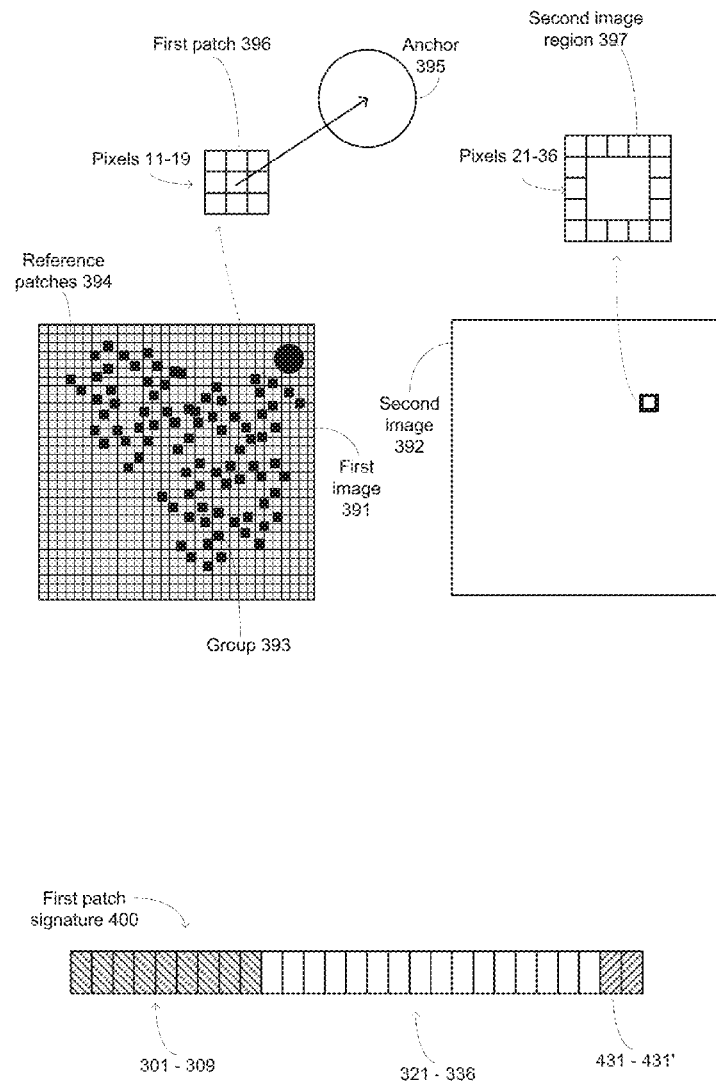 First patch 396
Anchor
395
Second image
region 397
Pixels 11-19
Pixels 21-36
Reference
patches 394
Second
image
392
First
image
391
Group 393
First patch
signature 400
301 - 309
321 - 336
431 - 431'